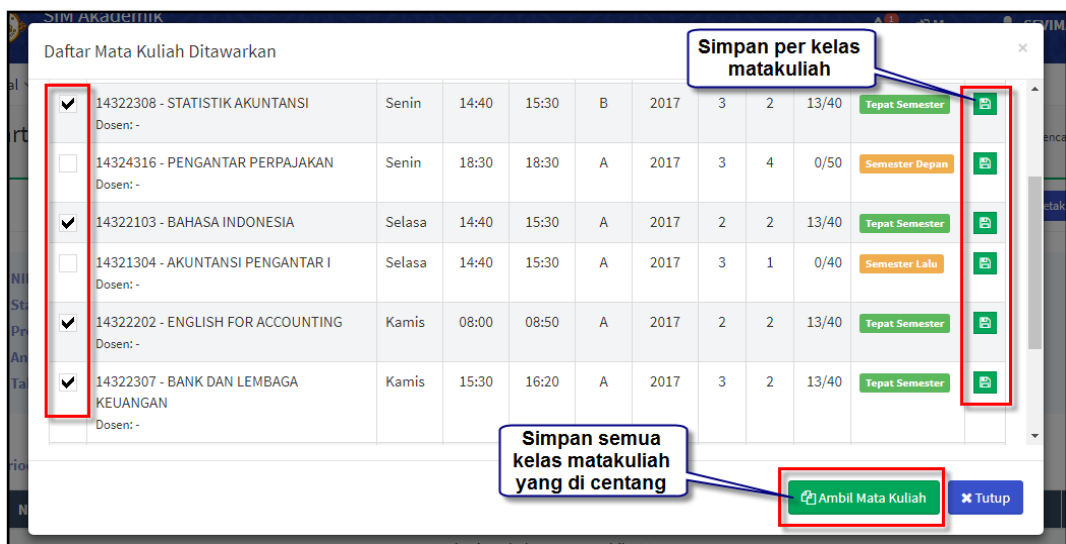 SIM Akademik
Daftar Mata Kuliah Ditawarkan
Simpan per kelas
matakuliah
×
14322308 - STATISTIK AKUNTANSI Senin 14:40 15:30 B 2017 3 2 13/40 Tepat Semester
Dosen: -
14324316 - PENGANTAR PERPAJAKAN Senin 18:30 18:30 A 2017 3 4 0/50 Semester Depan
Dosen: -
14322103 - BAHASA INDONESIA Selasa 14:40 15:30 A 2017 2 2 13/40 Tepat Semester
14321304 - AKUNTANSI PENGANTAR I Selasa 14:40 15:30 A 2017 3 1 0/40 Semester Lalu
Dosen: -
14322202 - ENGLISH FOR ACCOUNTING Kamis 08:00 08:50 A 2017 2 2 13/40 Tepat Semester
Dosen: -
14322307 - BANK DAN LEMBAGA Kamis 15:30 16:20 A 2017 3 2 13/40 Tepat Semester
KEUANGAN
Dosen: -
Simpan semua
kelas matakuliah
yang di centang
Ambil Mata Kuliah
Tutup